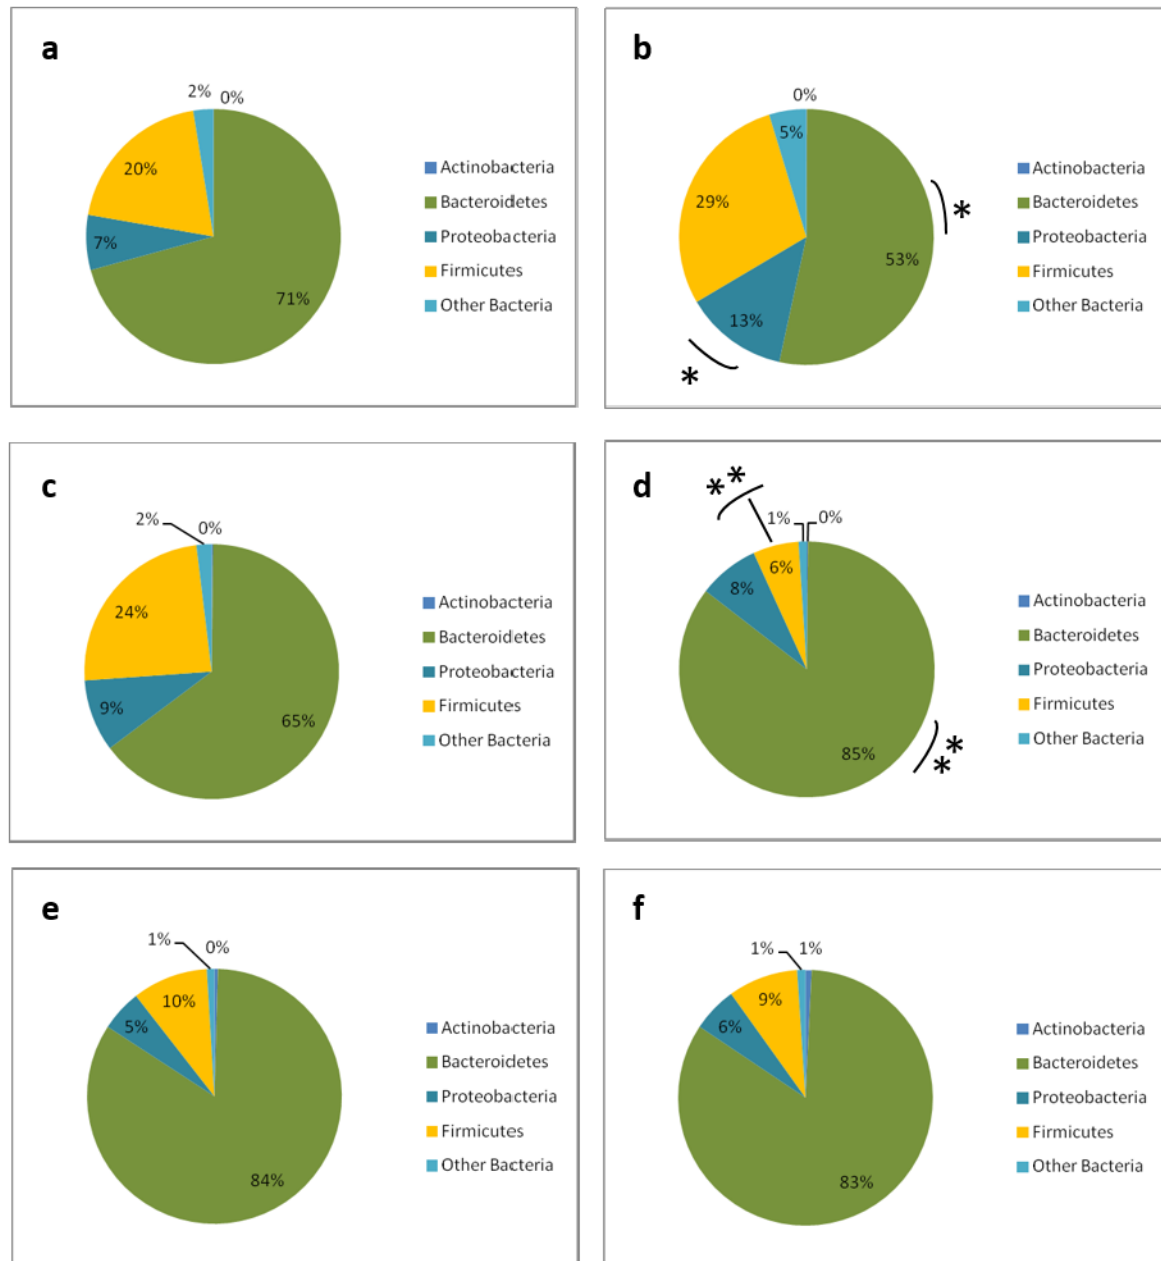 a
2% 0%
20%
7%
71%
Actinobacteria
Bacteroidetes
Proteobacteria
Firmicutes
Other Bacteria
b
0%
5%
29%
53%
13%
*
*
Actinobacteria
Bacteroidetes
Proteobacteria
Firmicutes
Other Bacteria
c
2% 0%
24%
9%
65%
Actinobacteria
Bacteroidetes
Proteobacteria
Firmicutes
Other Bacteria
d
**
1% 0%
6%
8%
85%
**
Actinobacteria
Bacteroidetes
Proteobacteria
Firmicutes
Other Bacteria
e
1% 0%
10%
5%
84%
Actinobacteria
Bacteroidetes
Proteobacteria
Firmicutes
Other Bacteria
f
1% 1%
9%
6%
83%
Actinobacteria
Bacteroidetes
Proteobacteria
Firmicutes
Other Bacteria